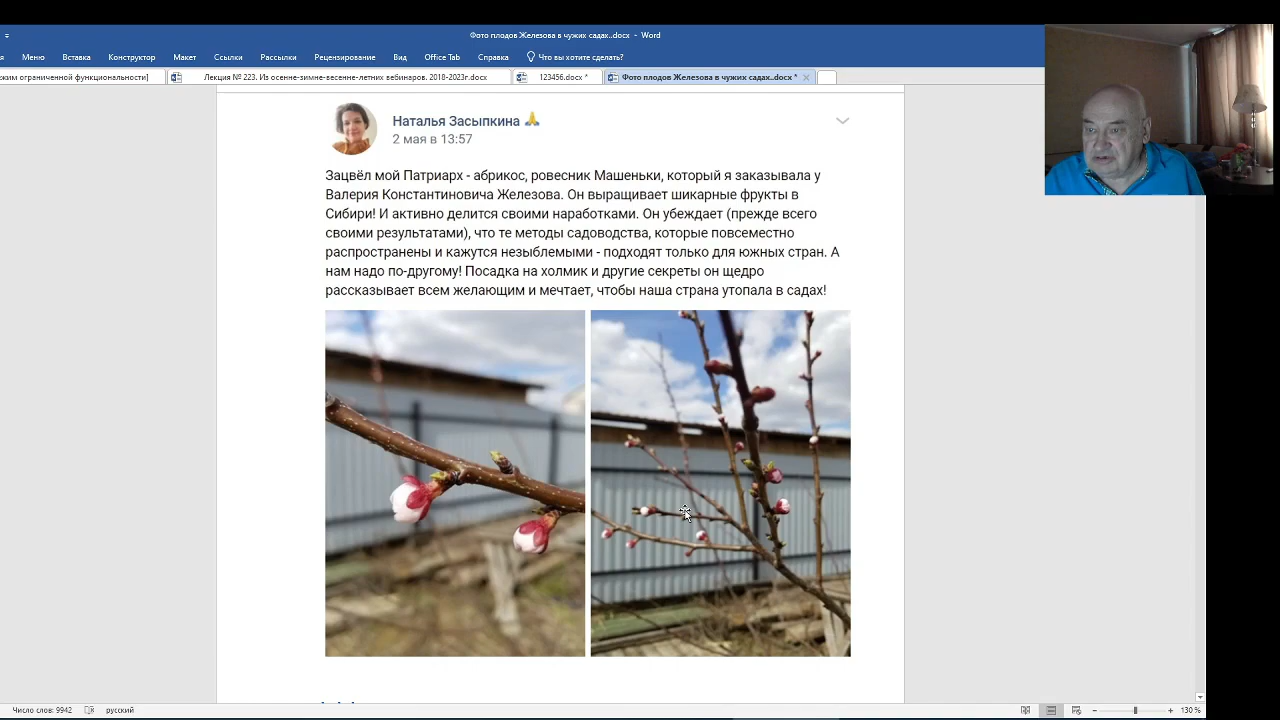 Фото плодов Железова в чужих садах..docx - Word
Меню Вставка Конструктор Макет Ссылки Рассылки Рецензирование Вид Office Tab Справка Что вы хотите сделать?
жим ограниченной функциональности] Лекция № 223. Из осенне-зимне-весенне-летних вебинаров. 2018-2023г.docx 123456.docx * Фото плодов Железова в чужих садах..docx *
Наталья Засыпкина 🙏
2 мая в 13:57
Зацвёл мой Патриарх - абрикос, ровесник Машеньки, который я заказывала у
Валерия Константиновича Железова. Он выращивает шикарные фрукты в
Сибири! И активно делится своими наработками. Он убеждает (прежде всего
своими результатами), что те методы садоводства, которые повсеместно
распространены и кажутся незыблемыми - подходят только для южных стран. А
нам надо по-другому! Посадка на холмик и другие секреты он щедро
рассказывает всем желающим и мечтает, чтобы наша страна утопала в садах!
Число слов: 9942 русский 130 %